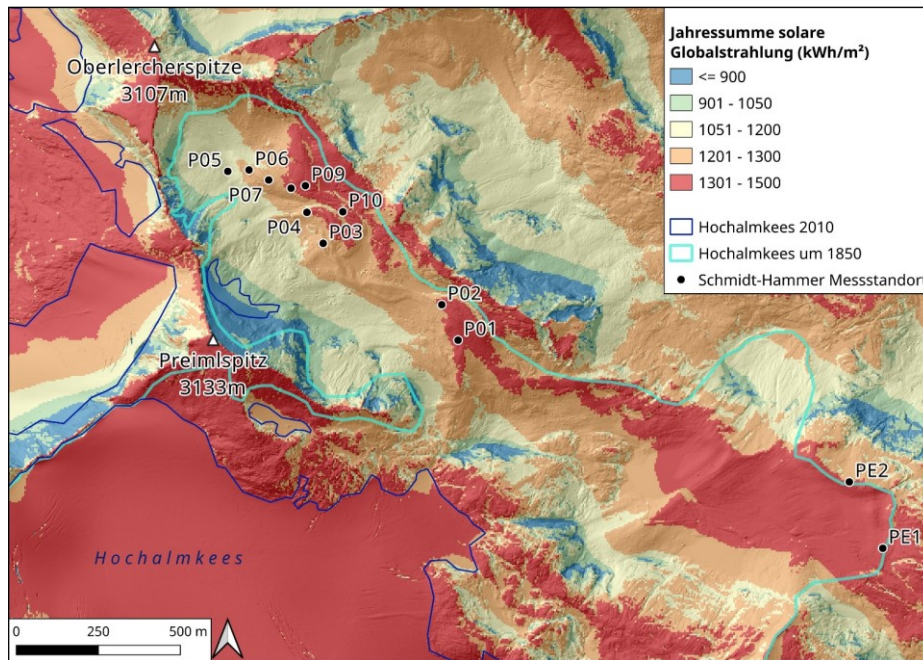 Oberlercherspitze
3107m
P05
P06
P07
P09
P10
P04
P03
P02
P01
Preimlspitz
3133m
PE2
PE1
Hochalmkees
0 250 500 m
Jahressumme solare
Globalstrahlung (kWh/m²)
<= 900
901 - 1050
1051 - 1200
1201 - 1300
1301 - 1500
Hochalmkees 2010
Hochalmkees um 1850
Schmidt-Hammer Messstandort